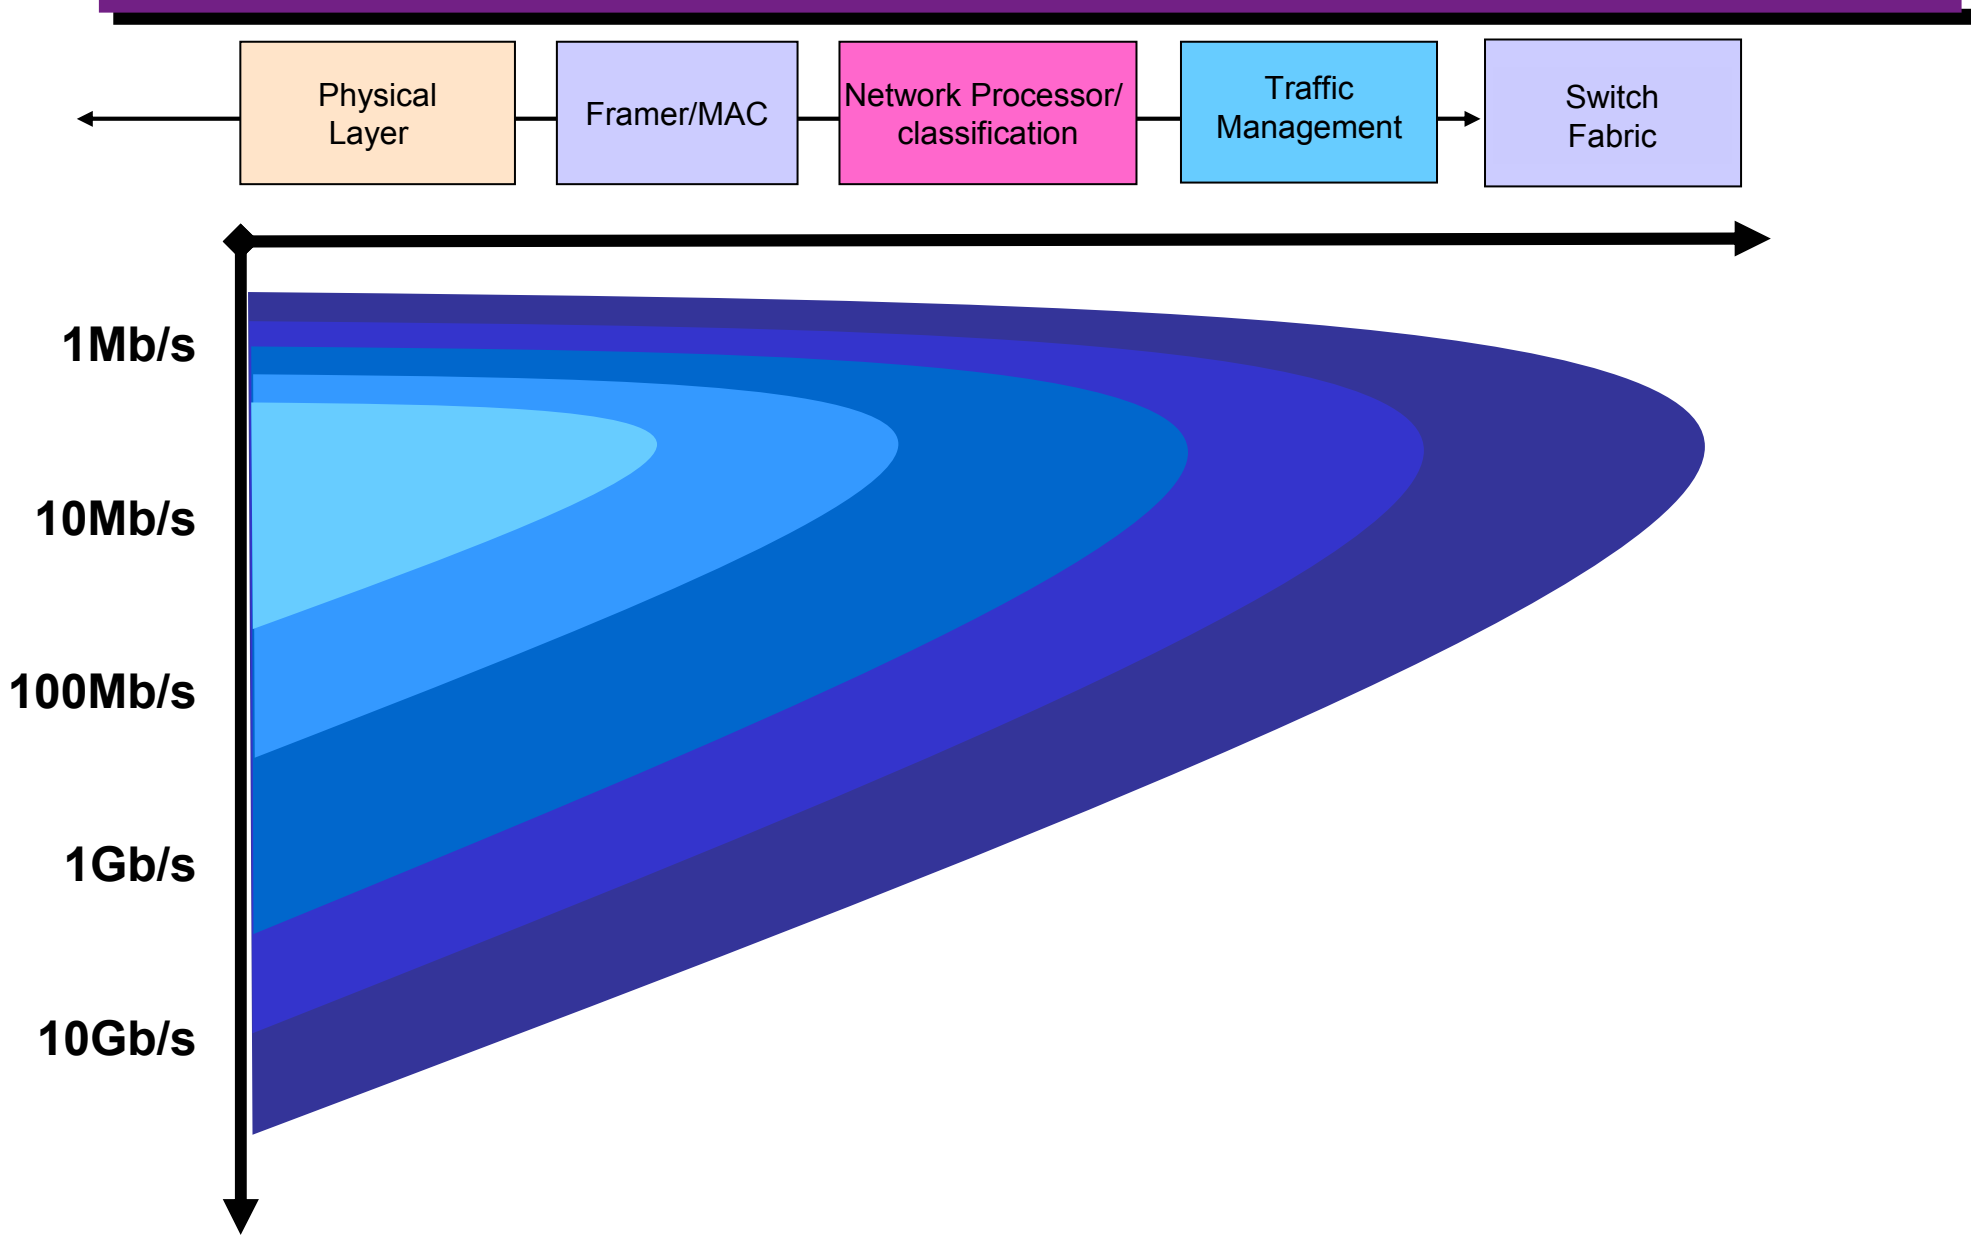 Physical
Layer
Framer/MAC
Network Processor/
classification
Traffic
Management
Switch
Fabric
1Mb/s
10Mb/s
100Mb/s
1Gb/s
10Gb/s